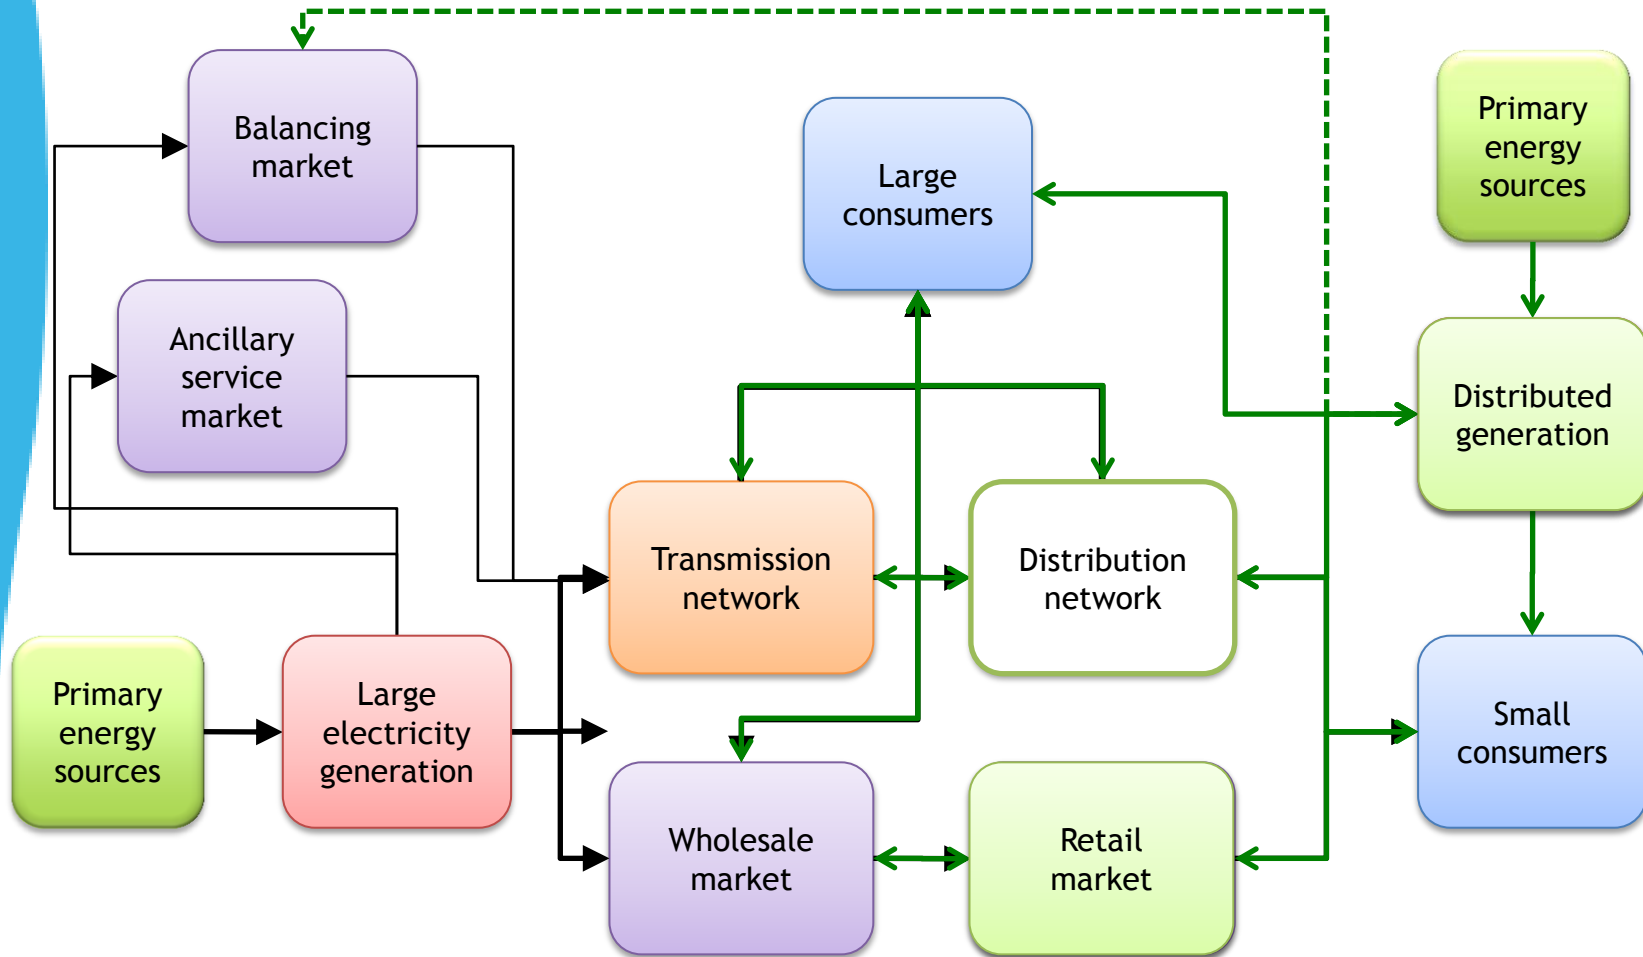 Balancing
market
Primary
energy
sources
Large
consumers
Ancillary
service
market
Distributed
generation
Transmission
network
Distribution
network
Primary
energy
sources
Large
electricity
generation
Small
consumers
Wholesale
market
Retail
market